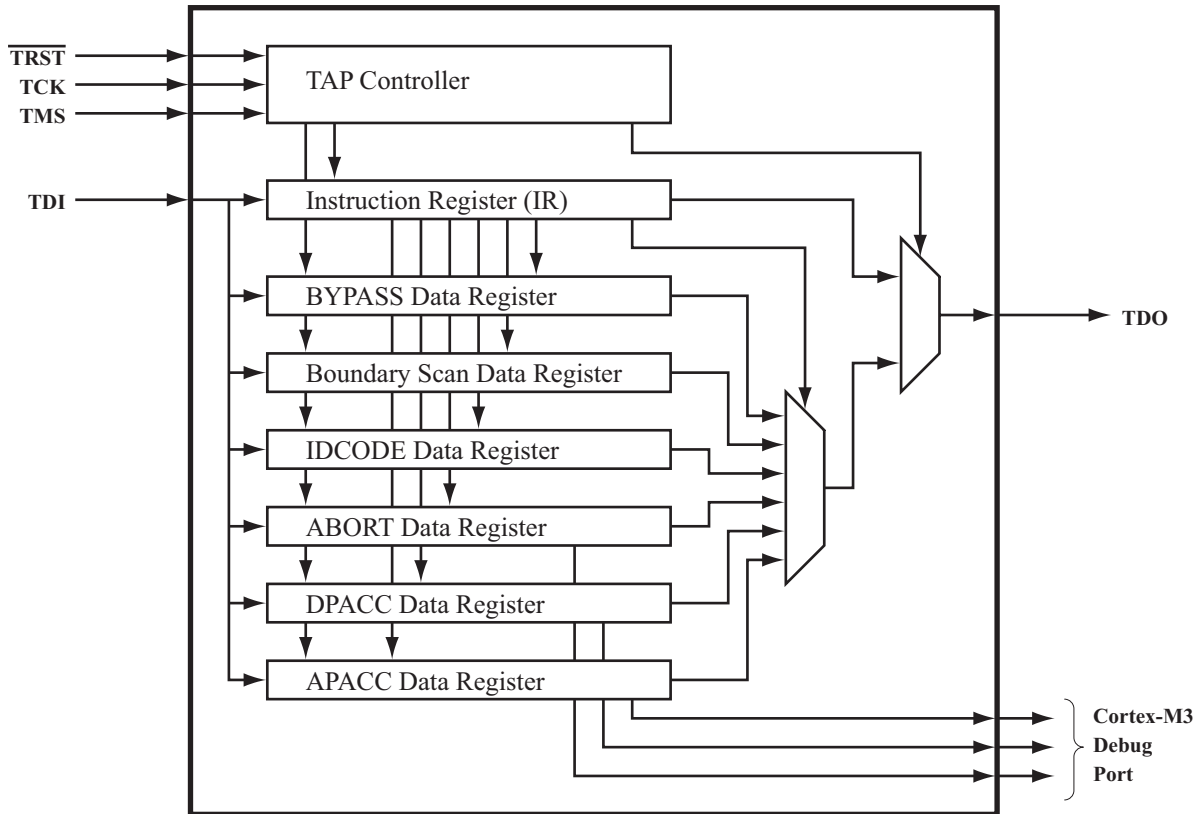 TRST
TCK
TMS
TDI
TAP Controller
Instruction Register (IR)
BYPASS Data Register
Boundary Scan Data Register
IDCODE Data Register
ABORT Data Register
DPACC Data Register
APACC Data Register
TDO
Cortex-M3
Debug
Port